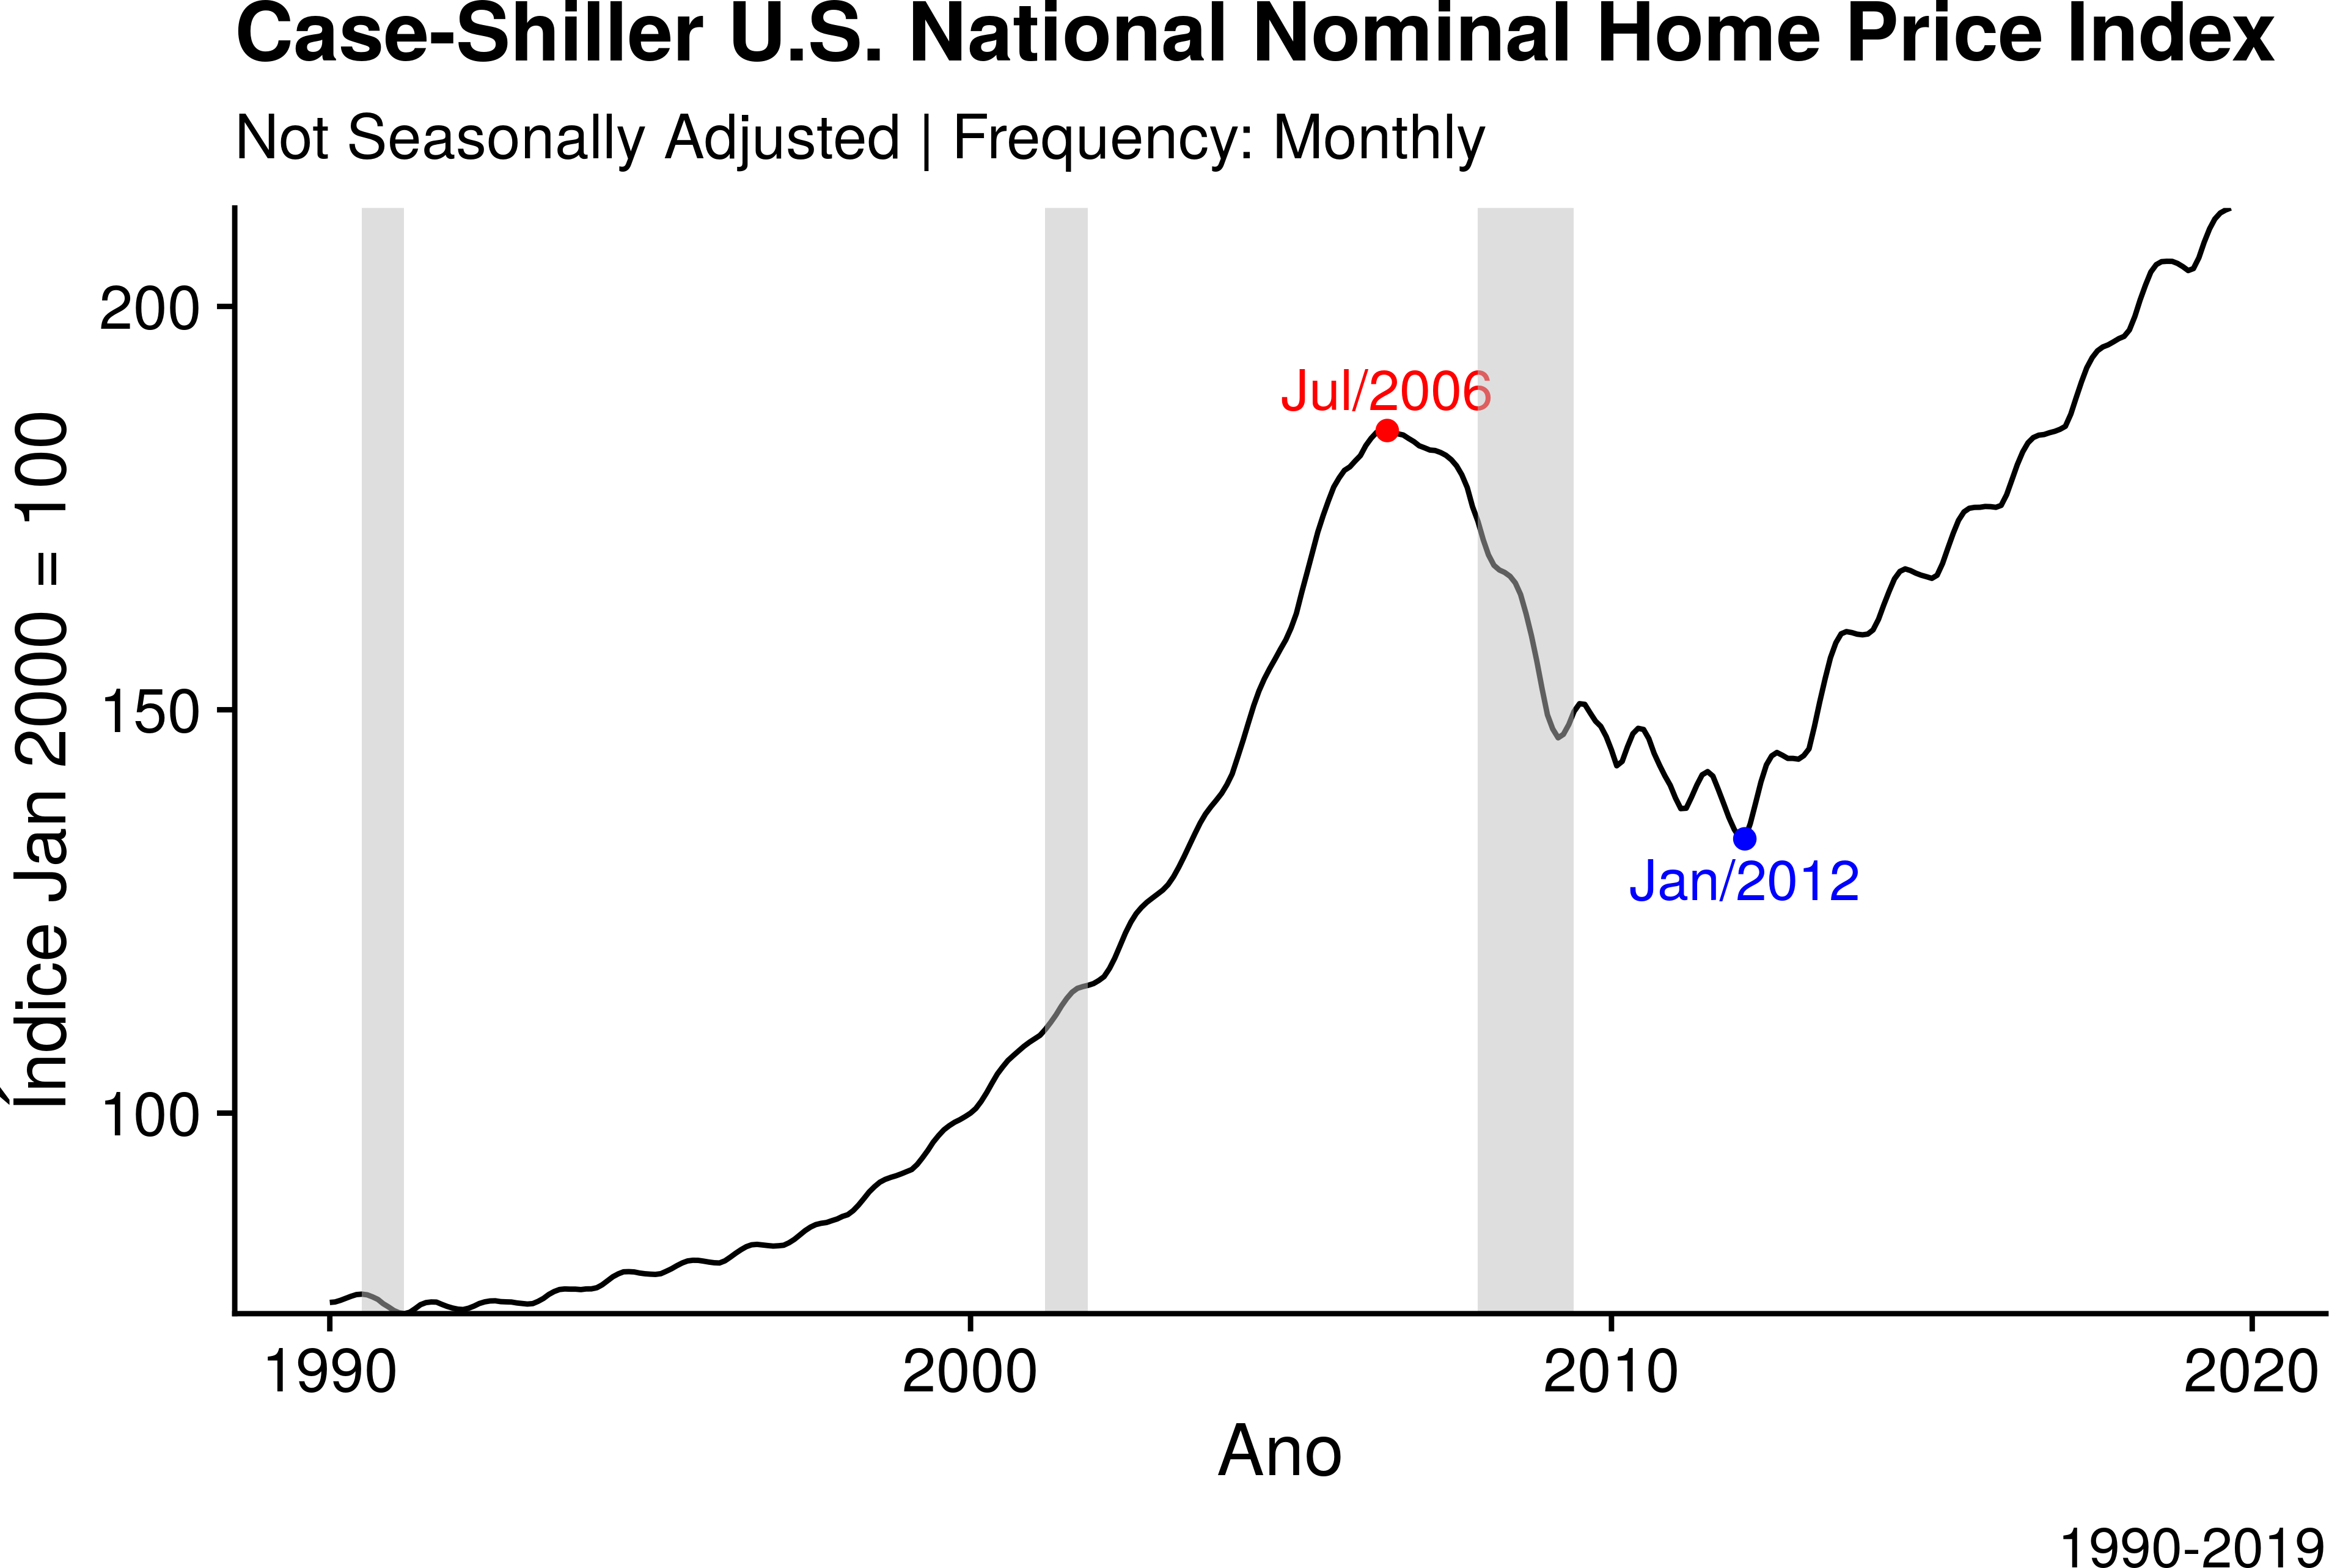 Case-Shiller U.S. National Nominal Home Price Index
Not Seasonally Adjusted | Frequency: Monthly
Índice Jan 2000 = 100
200
150
100
Jul/2006
Jan/2012
1990
2000
2010
2020
Ano
1990-2019